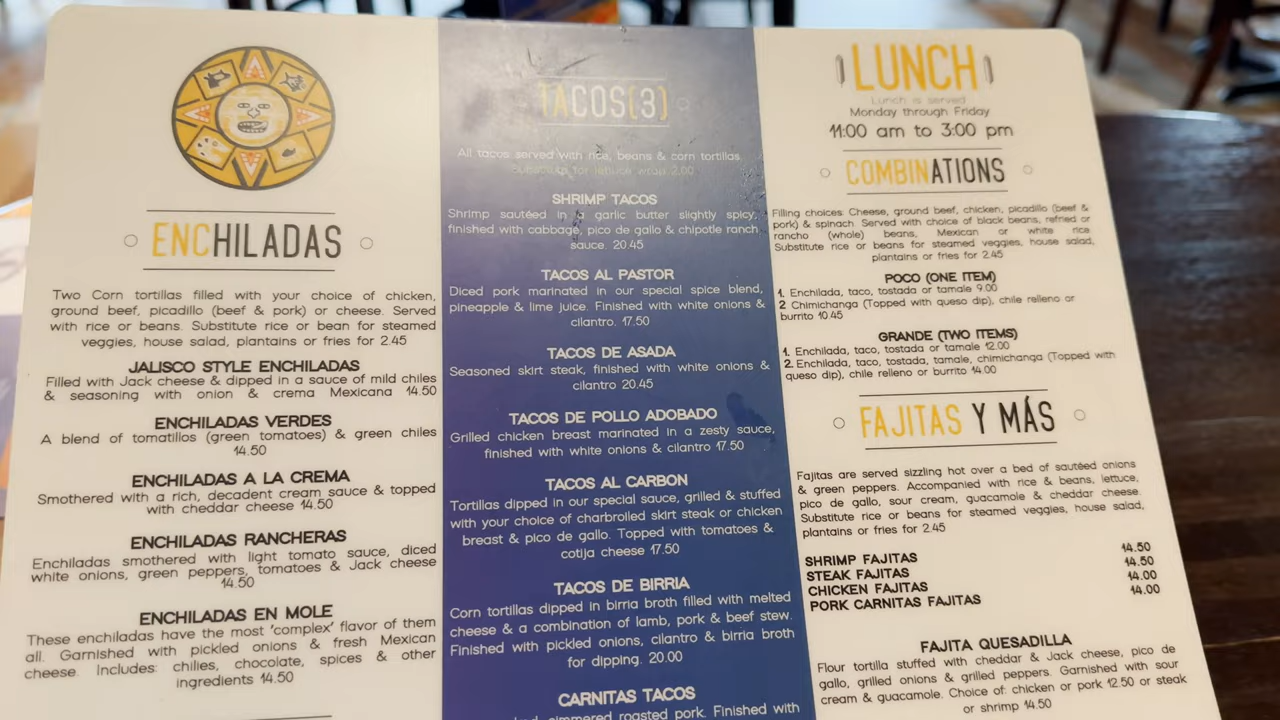 ENCHILADAS
Two Corn tortillas filled with your choice of chicken,
ground beef, picadillo (beef & pork) or cheese. Served
with rice or beans. Substitute rice or bean for steamed
veggies, house salad, plantains or fries for 2.45
JALISCO STYLE ENCHILADAS
Filled with Jack cheese & dipped in a sauce of mild chiles
& seasoning with onion & crema Mexicana 14.50
ENCHILADAS VERDES
A blend of tomatillos (green tomatoes) & green chiles
14.50
ENCHILADAS A LA CREMA
Smothered with a rich, decadent cream sauce & topped
with cheddar cheese 14.50
ENCHILADAS RANCHERAS
Enchiladas smothered with light tomato sauce, diced
white onions, green peppers, tomatoes & Jack cheese
14.50
ENCHILADAS EN MOLE
These enchiladas have the most 'complex' flavor of them
all. Garnished with pickled onions & fresh Mexican
cheese. Includes: chilies, chocolate, spices & other
ingredients 14.50
TACOS(3)
All tacos served with rice, beans & corn tortillas
Substitute for lettuce wrap 2.00
SHRIMP TACOS
Shrimp sautéed in a garlic butter slightly spicy,
finished with cabbage, pico de gallo & chipotle ranch
sauce. 20.45
TACOS AL PASTOR
Diced pork marinated in our special spice blend,
pineapple & lime juice. Finished with white onions &
cilantro. 17.50
TACOS DE ASADA
Seasoned skirt steak, finished with white onions &
cilantro 20.45
TACOS DE POLLO ADOBADO
Grilled chicken breast marinated in a zesty sauce,
finished with white onions & cilantro 17.50
TACOS AL CARBON
Tortillas dipped in our special sauce, grilled & stuffed
with your choice of charbroiled skirt steak or chicken
breast & pico de gallo. Topped with tomatoes &
cotija cheese 17.50
TACOS DE BIRRIA
Corn tortillas dipped in birria broth filled with melted
cheese & a combination of lamb, pork & beef stew.
Finished with pickled onions, cilantro & birria broth
for dipping. 20.00
CARNITAS TACOS
roasted pork. Finished with
LUNCH
Lunch is served
Monday through Friday
11:00 am to 3:00 pm
COMBINATIONS
Filling choices: Cheese, ground beef, chicken, picadillo (beef &
pork) & spinach. Served with choice of black beans, refried or
rancho (whole) beans, Mexican or white rice
Substitute rice or beans for steamed veggies, house salad,
plantains or fries for 2.45
POCO (ONE ITEM)
1. Enchilada, taco, tostada or tamale 9.00
2 Chimichanga (Topped with queso dip), chile relleno or
burrito 10.45
GRANDE (TWO ITEMS)
1. Enchilada, taco, tostada or tamale 12.00
2. Enchilada, taco, tostada, tamale, chimichanga (Topped with
queso dip), chile relleno or burrito 14.00
FAJITAS Y MÁS
Fajitas are served sizzling hot over a bed of sautéed onions
& green peppers. Accompanied with rice & beans, lettuce,
pico de gallo, sour cream, guacamole & cheddar cheese.
Substitute rice or beans for steamed veggies, house salad,
plantains or fries for 2.45
SHRIMP FAJITAS 14.50
STEAK FAJITAS 14.50
CHICKEN FAJITAS 14.00
PORK CARNITAS FAJITAS 14.00
FAJITA QUESADILLA
Flour tortilla stuffed with cheddar & Jack cheese, pico de
gallo, grilled onions & grilled peppers. Garnished with sour
cream & guacamole. Choice of: chicken or pork 12.50 or steak
or shrimp 14.50